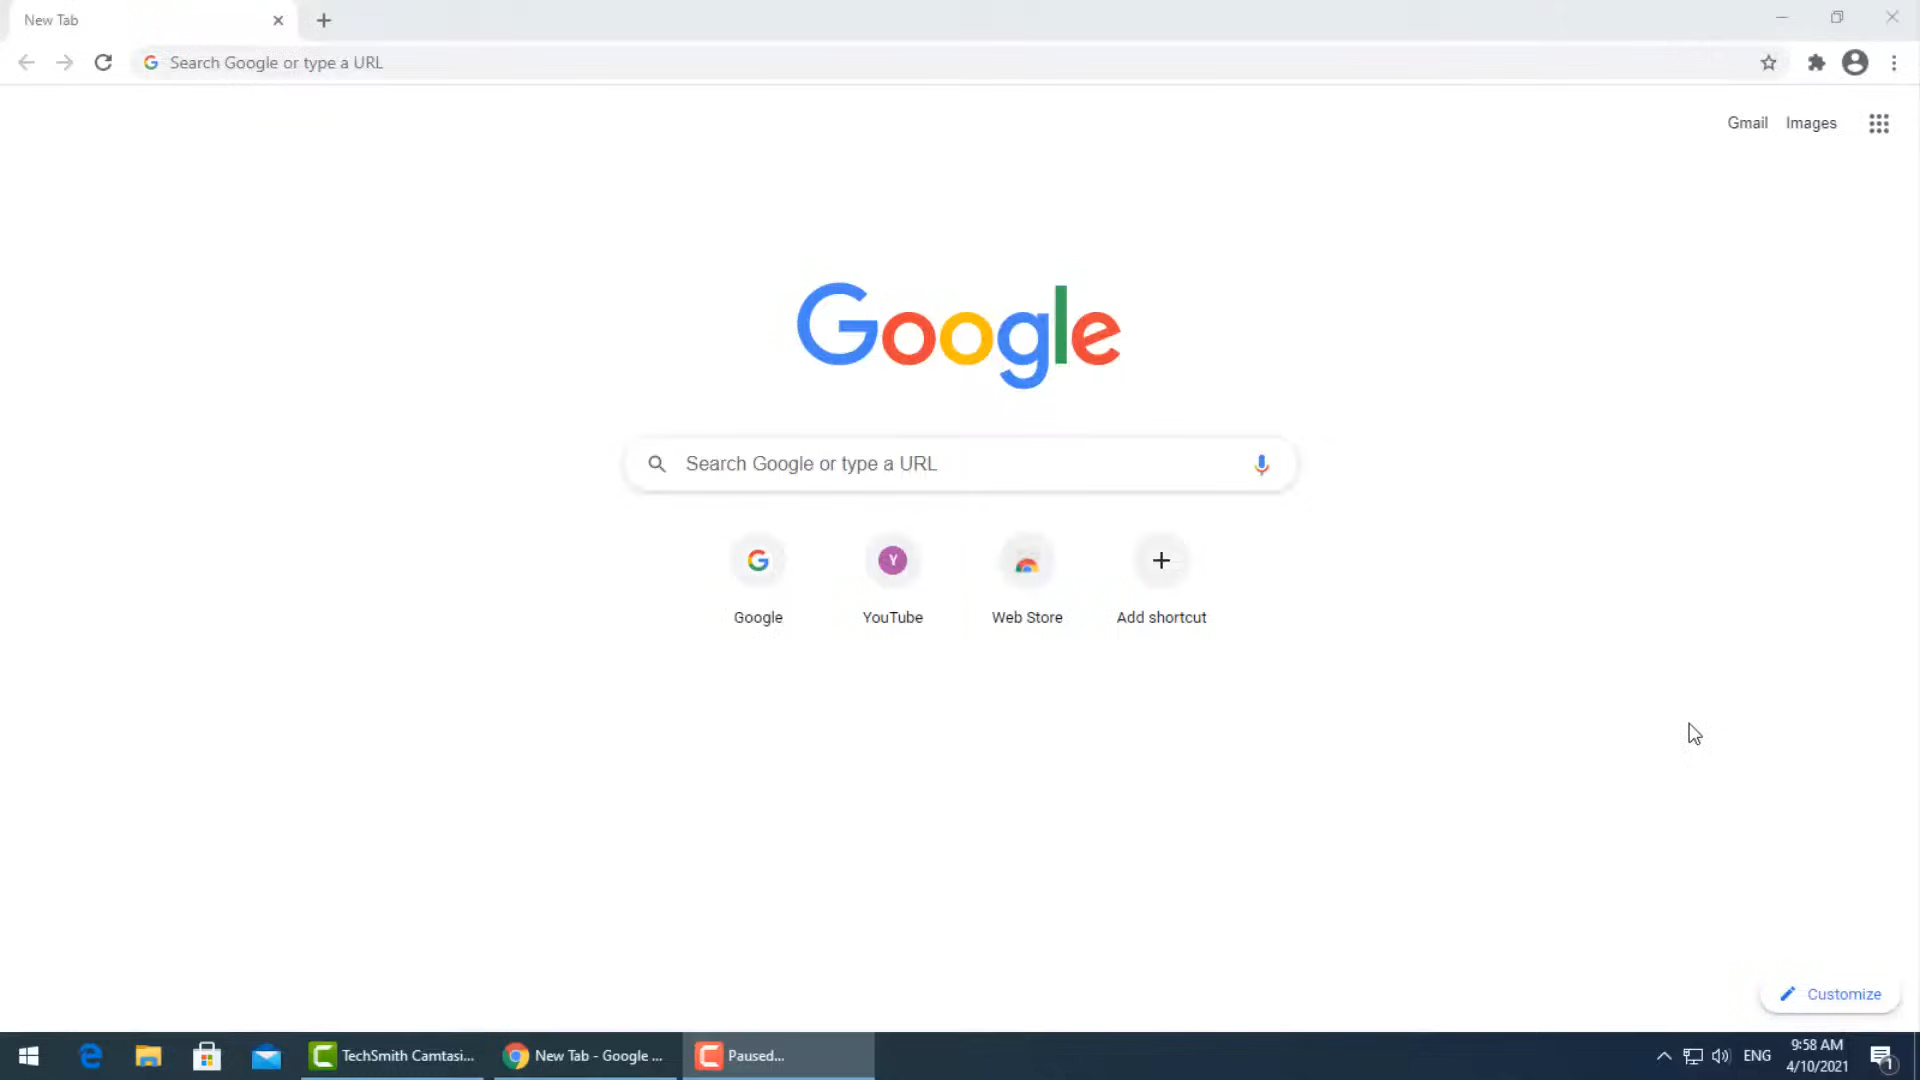 New Tab
Search Google or type a URL
Gmail Images
Google
Search Google or type a URL
Y
Google YouTube Web Store Add shortcut
Customize
TechSmith Camtasi... New Tab - Google ... Paused... ENG 9:58 AM
4/10/2021
1